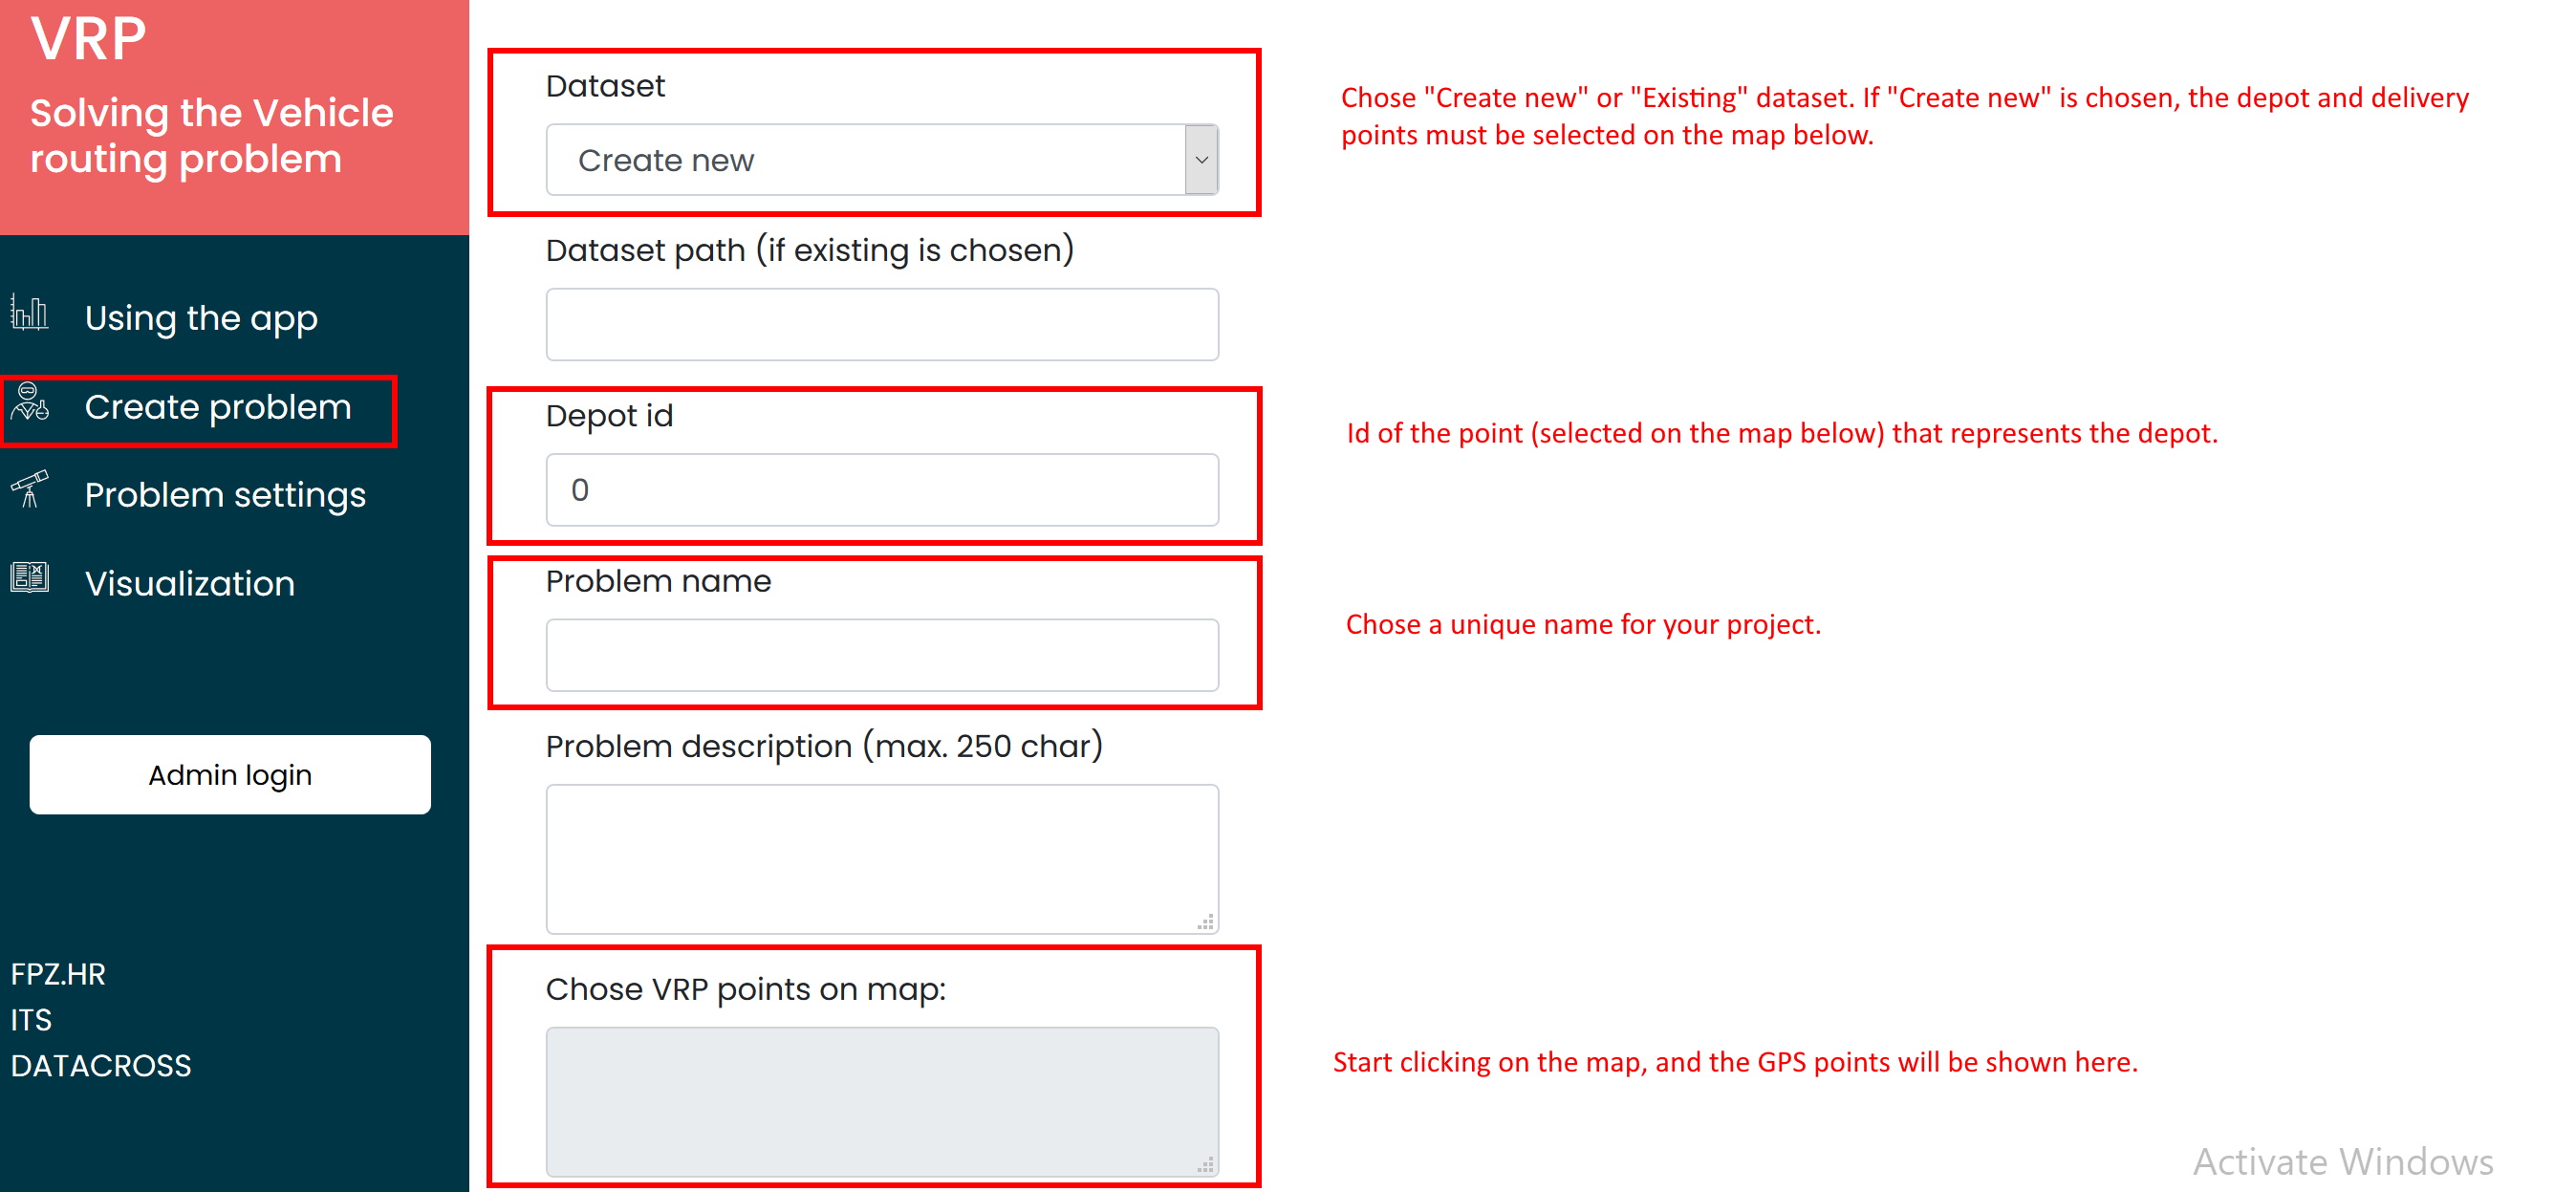 VRP
Solving the Vehicle
routing problem
Using the app
Create problem
Problem settings
Visualization
Admin login
FPZ.HR
ITS
DATACROSS
Dataset
Create new
Chose "Create new" or "Existing" dataset. If "Create new" is chosen, the depot and delivery
points must be selected on the map below.
Dataset path (if existing is chosen)
Depot id
0
Id of the point (selected on the map below) that represents the depot.
Problem name
Chose a unique name for your project.
Problem description (max. 250 char)
Chose VRP points on map:
Start clicking on the map, and the GPS points will be shown here.
Activate Windows